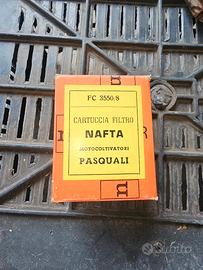 FC 3550/8
CARTUCCIA FILTRO
NAFTA
MOTOCOLTIVATORI
PASQUALI
subito